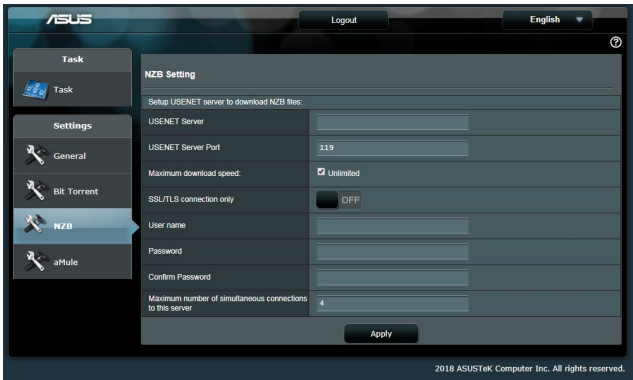 ASUS
Logout
English
Task
Task
Settings
General
Bit Torrent
NZB
aMule
NZB Setting
Setup USENET server to download NZB files:
USENET Server
USENET Server Port 119
Maximum download speed: Unlimited
SSL/TLS connection only OFF
User name
Password
Confirm Password
Maximum number of simultaneous connections
to this server 4
Apply
2018 ASUSTeK Computer Inc. All rights reserved.